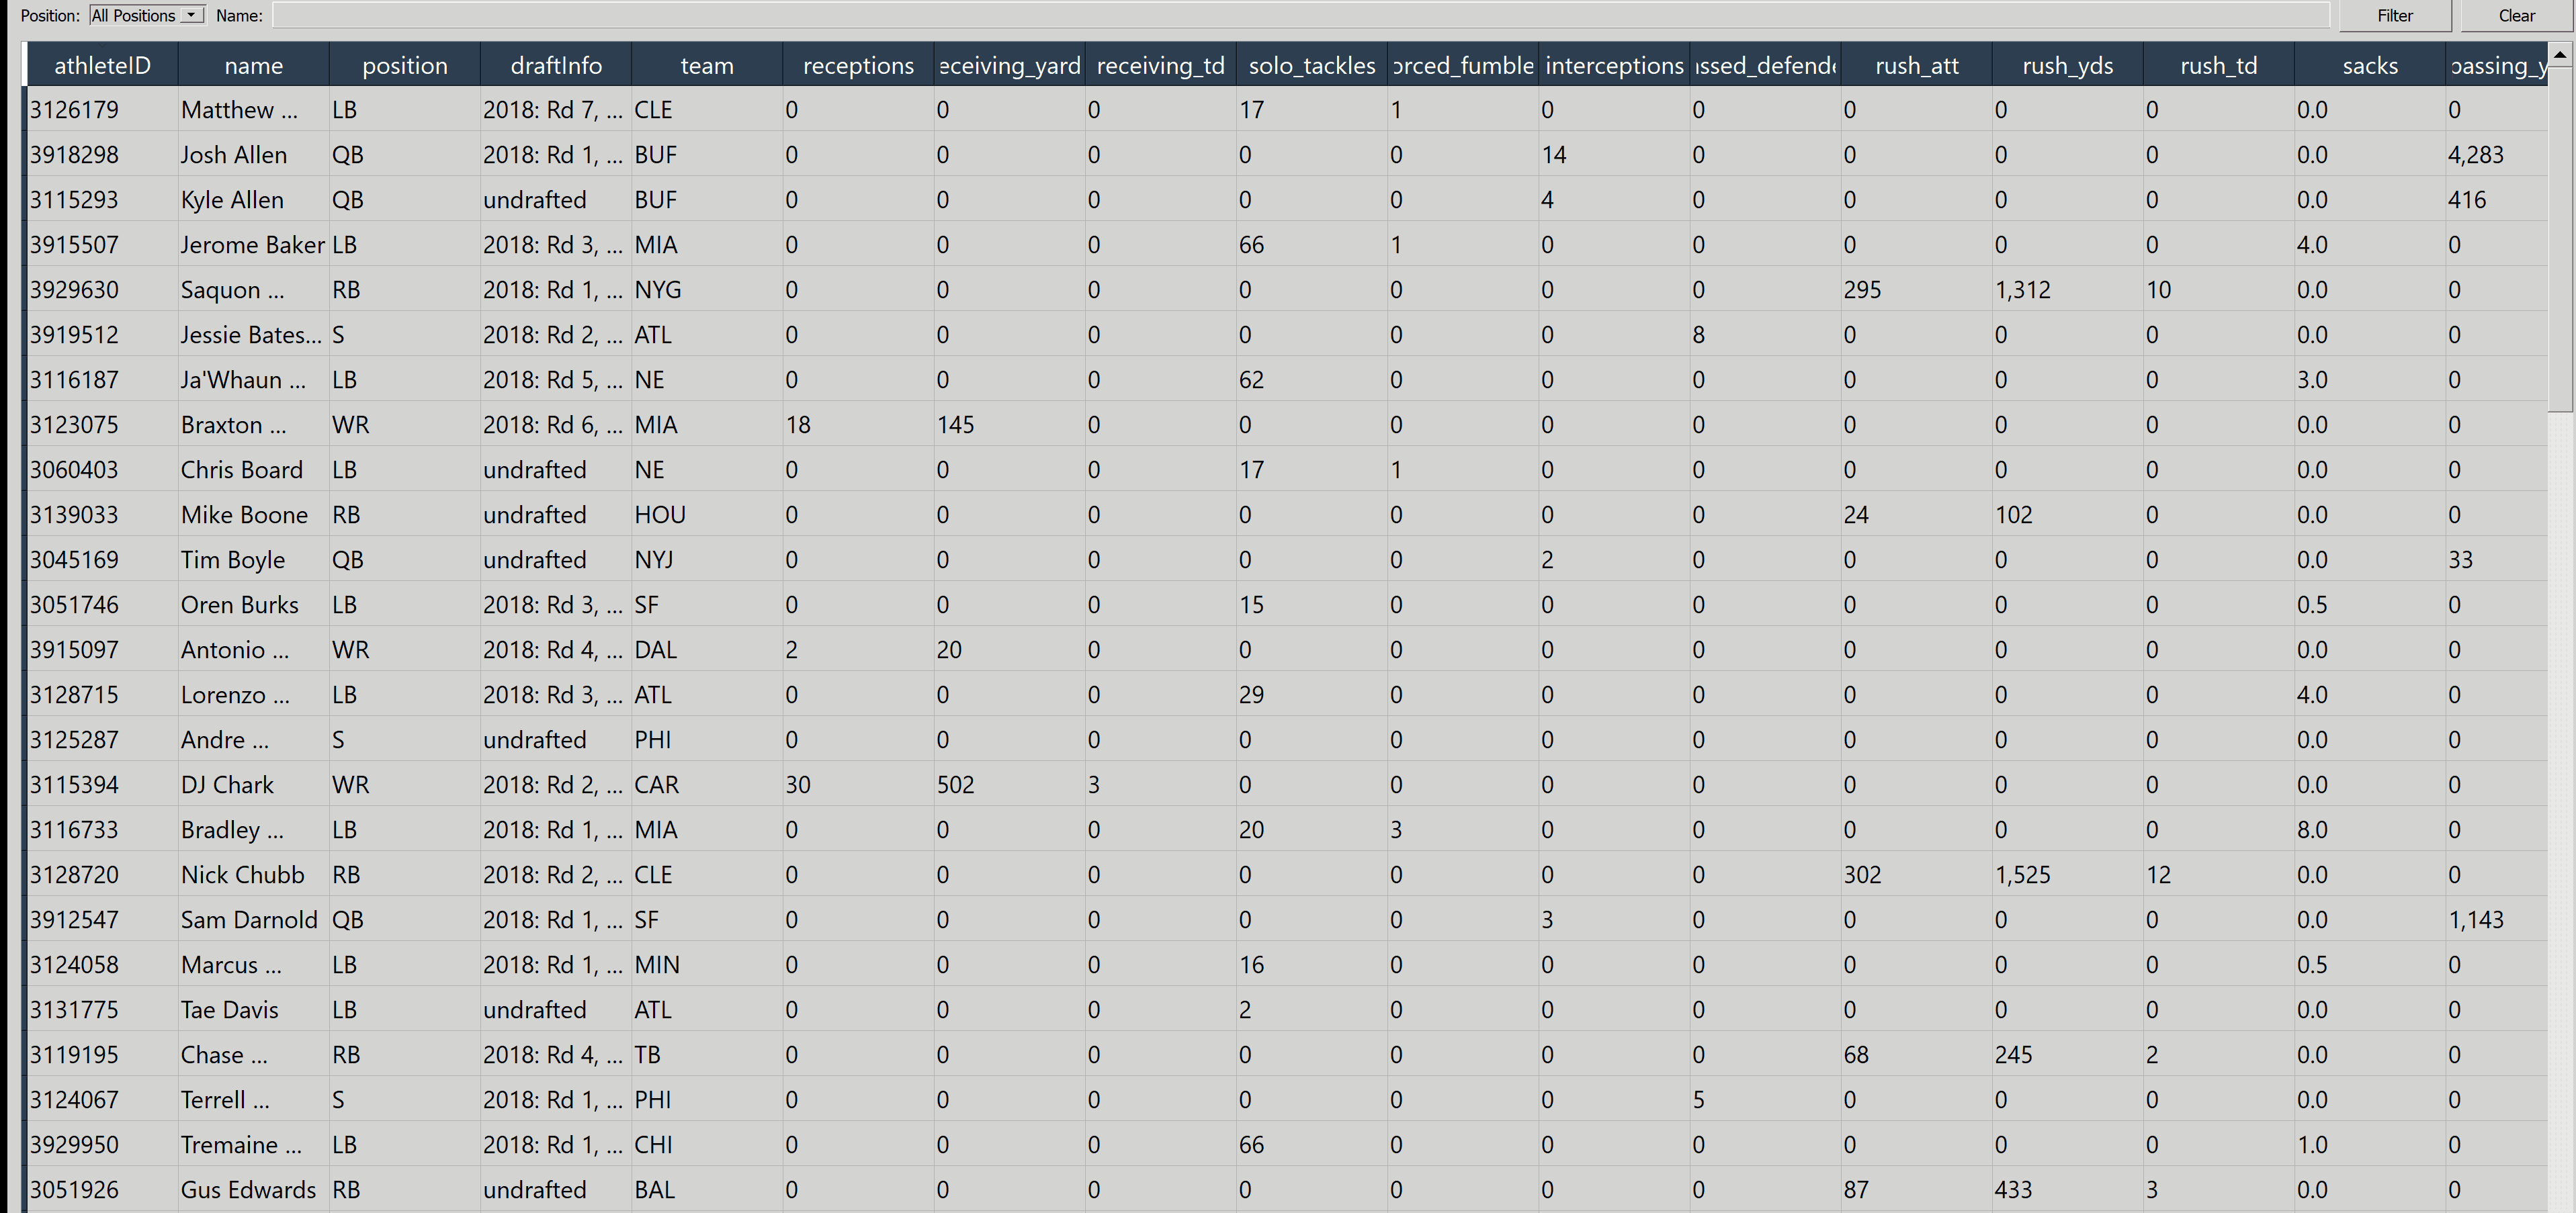 Position: All Positions Name: Filter Clear
athleteID name position draftInfo team receptions eceiving_yard receiving_td solo_tackles orced_fumble interceptions assed_defende rush_att rush_yds rush_td sacks passing_y
3126179 Matthew ... LB 2018: Rd 7, ... CLE 0 0 0 17 1 0 0 0 0 0 0.0 0
3918298 Josh Allen QB 2018: Rd 1, ... BUF 0 0 0 0 0 14 0 0 0 0 0.0 4,283
3115293 Kyle Allen QB undrafted BUF 0 0 0 0 0 4 0 0 0 0 0.0 416
3915507 Jerome Baker LB 2018: Rd 3, ... MIA 0 0 0 66 1 0 0 0 0 0 4.0 0
3929630 Saquon ... RB 2018: Rd 1, ... NYG 0 0 0 0 0 0 0 295 1,312 10 0.0 0
3919512 Jessie Bates... S 2018: Rd 2, ... ATL 0 0 0 0 0 0 8 0 0 0 0.0 0
3116187 Ja'Whaun ... LB 2018: Rd 5, ... NE 0 0 0 62 0 0 0 0 0 0 3.0 0
3123075 Braxton ... WR 2018: Rd 6, ... MIA 18 145 0 0 0 0 0 0 0 0 0.0 0
3060403 Chris Board LB undrafted NE 0 0 0 17 1 0 0 0 0 0 0.0 0
3139033 Mike Boone RB undrafted HOU 0 0 0 0 0 0 0 24 102 0 0.0 0
3045169 Tim Boyle QB undrafted NYJ 0 0 0 0 0 2 0 0 0 0 0.0 33
3051746 Oren Burks LB 2018: Rd 3, ... SF 0 0 0 15 0 0 0 0 0 0 0.5 0
3915097 Antonio ... WR 2018: Rd 4, ... DAL 2 20 0 0 0 0 0 0 0 0 0.0 0
3128715 Lorenzo ... LB 2018: Rd 3, ... ATL 0 0 0 29 0 0 0 0 0 0 4.0 0
3125287 Andre ... S undrafted PHI 0 0 0 0 0 0 0 0 0 0 0.0 0
3115394 DJ Chark WR 2018: Rd 2, ... CAR 30 502 3 0 0 0 0 0 0 0 0.0 0
3116733 Bradley ... LB 2018: Rd 1, ... MIA 0 0 0 20 3 0 0 0 0 0 8.0 0
3128720 Nick Chubb RB 2018: Rd 2, ... CLE 0 0 0 0 0 0 0 302 1,525 12 0.0 0
3912547 Sam Darnold QB 2018: Rd 1, ... SF 0 0 0 0 0 3 0 0 0 0 0.0 1,143
3124058 Marcus ... LB 2018: Rd 1, ... MIN 0 0 0 16 0 0 0 0 0 0 0.5 0
3131775 Tae Davis LB undrafted ATL 0 0 0 2 0 0 0 0 0 0 0.0 0
3119195 Chase ... RB 2018: Rd 4, ... TB 0 0 0 0 0 0 0 68 245 2 0.0 0
3124067 Terrell ... S 2018: Rd 1, ... PHI 0 0 0 0 0 0 5 0 0 0 0.0 0
3929950 Tremaine ... LB 2018: Rd 1, ... CHI 0 0 0 66 0 0 0 0 0 0 1.0 0
3051926 Gus Edwards RB undrafted BAL 0 0 0 0 0 0 0 87 433 3 0.0 0